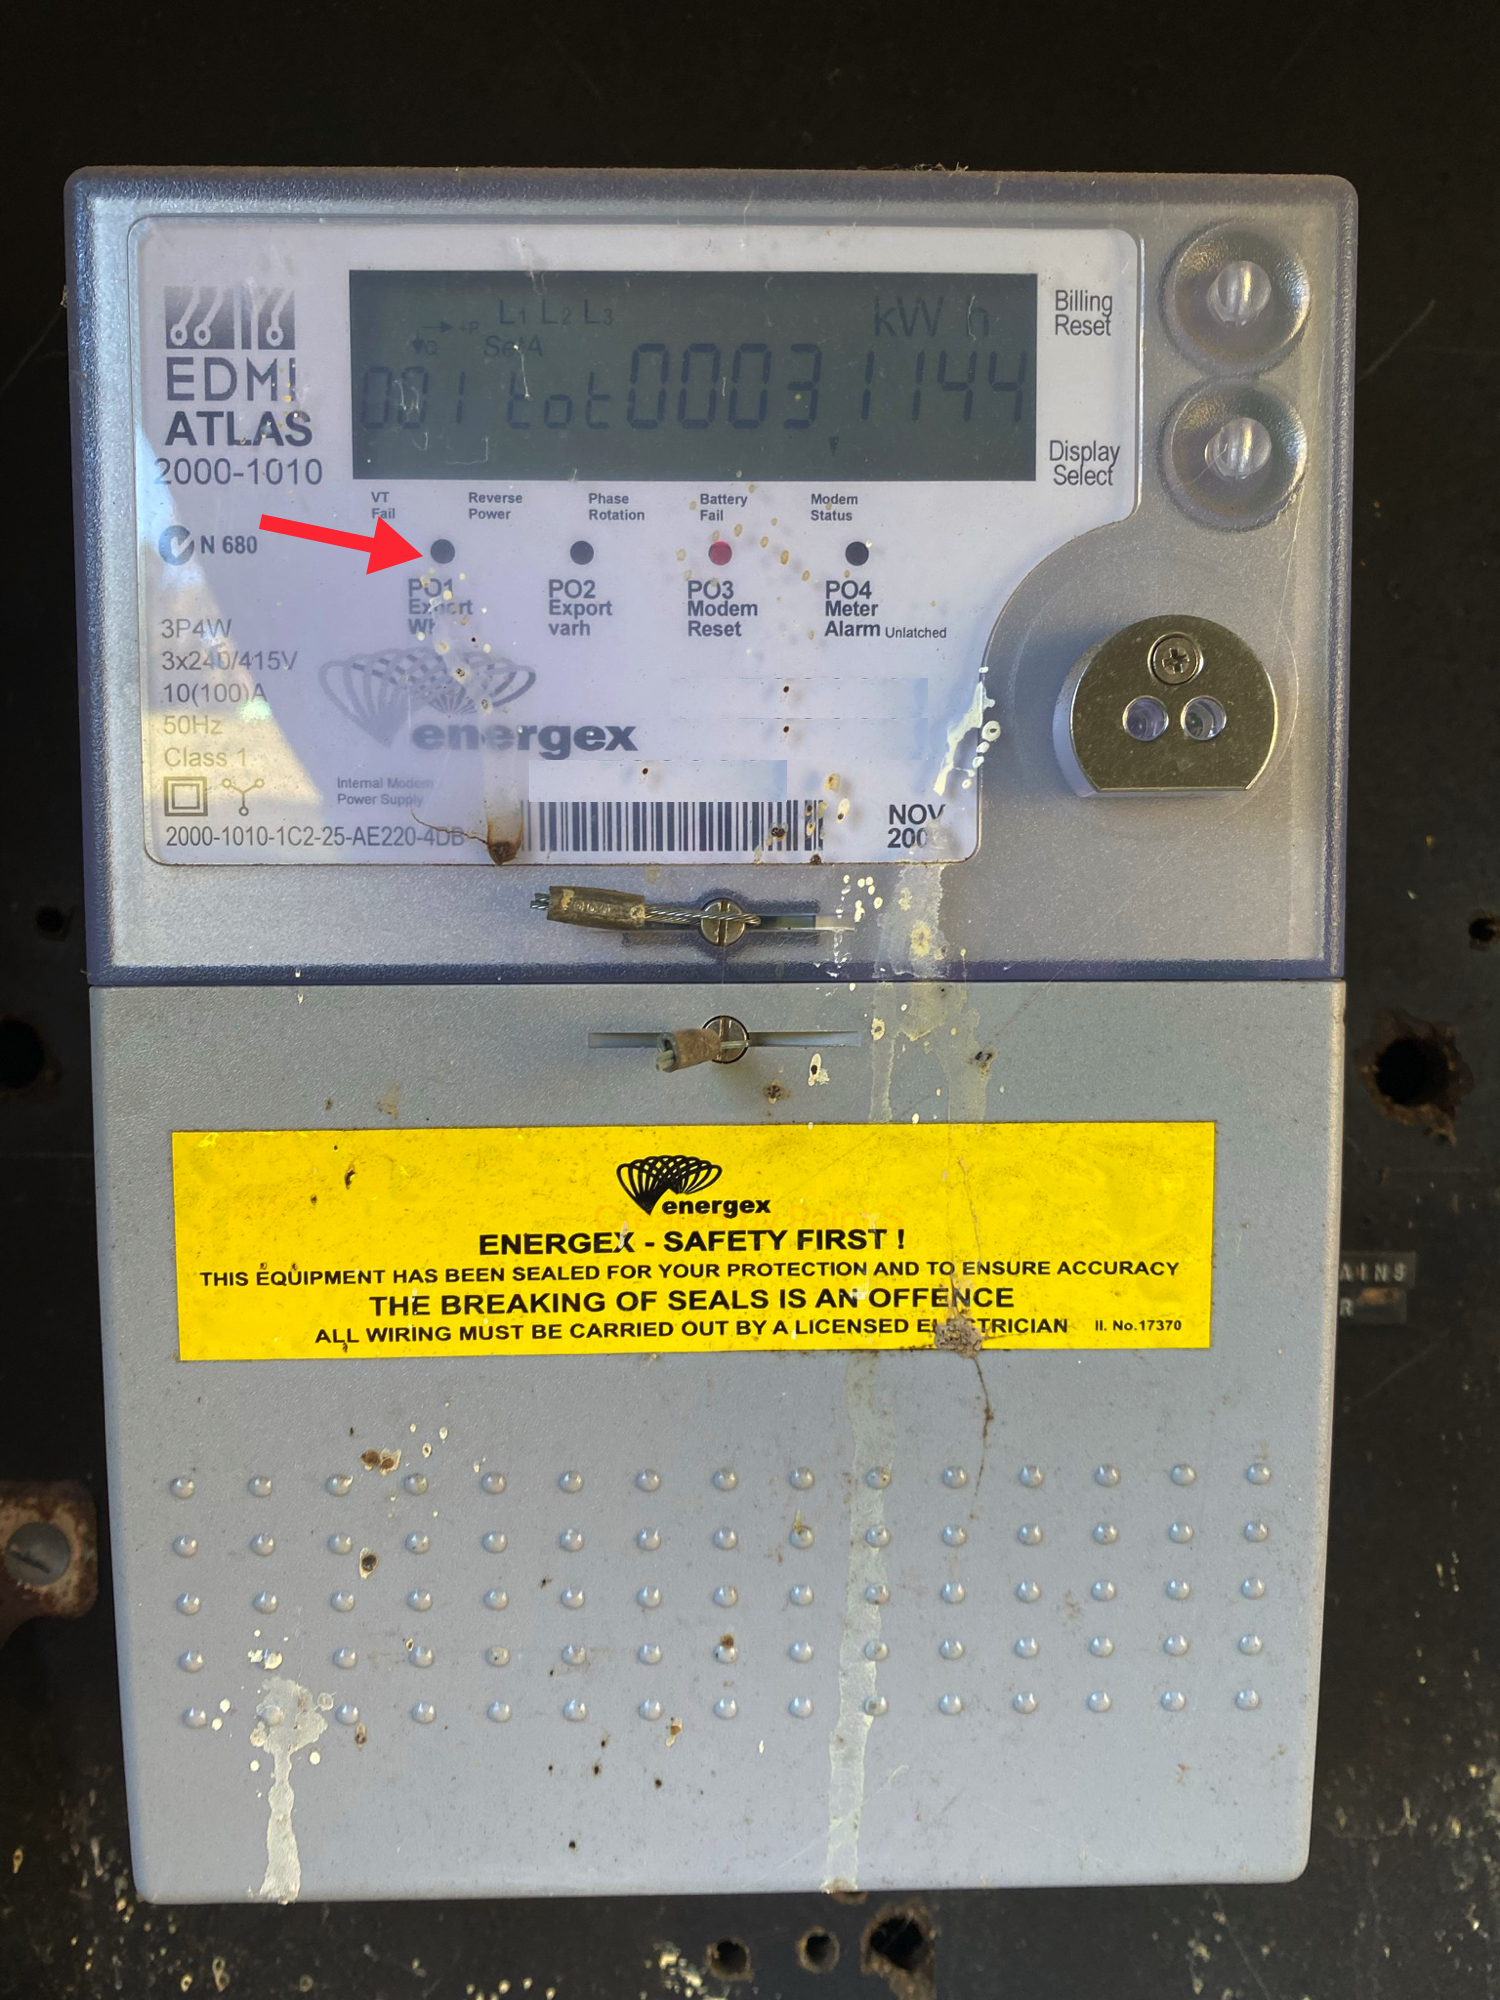 L1 L2 L3
kW h
+P
Q
SetA
001 tot 000311144
Billing
Reset
Display
Select
EDMI
ATLAS
2000-1010
N 680
VT
Fail
Reverse
Power
Phase
Rotation
Battery
Fail
Modem
Status
PO1
Export
Wh
PO2
Export
varh
PO3
Modem
Reset
PO4
Meter
Alarm Unlatched
3P4W
3x240/415V
10(100)A
50Hz
Class 1
energex
Internal Modem
Power Supply
2000-1010-1C2-25-AE220-4DB
NOV
energex
ENERGEX - SAFETY FIRST !
THIS EQUIPMENT HAS BEEN SEALED FOR YOUR PROTECTION AND TO ENSURE ACCURACY
THE BREAKING OF SEALS IS AN OFFENCE
ALL WIRING MUST BE CARRIED OUT BY A LICENSED ELECTRICIAN II. No.17370